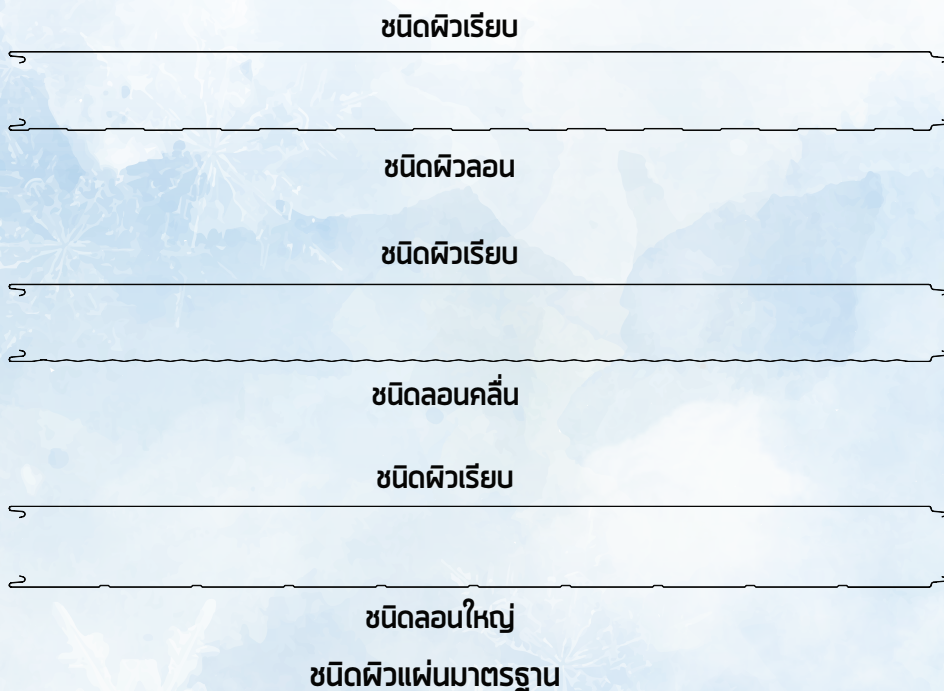 ชนิดผิวเรียบ
ชนิดผิวลอน
ชนิดผิวเรียบ
ชนิดลอนคลื่น
ชนิดผิวเรียบ
ชนิดลอนใหญ่
ชนิดผิวแผ่นมาตรฐาน